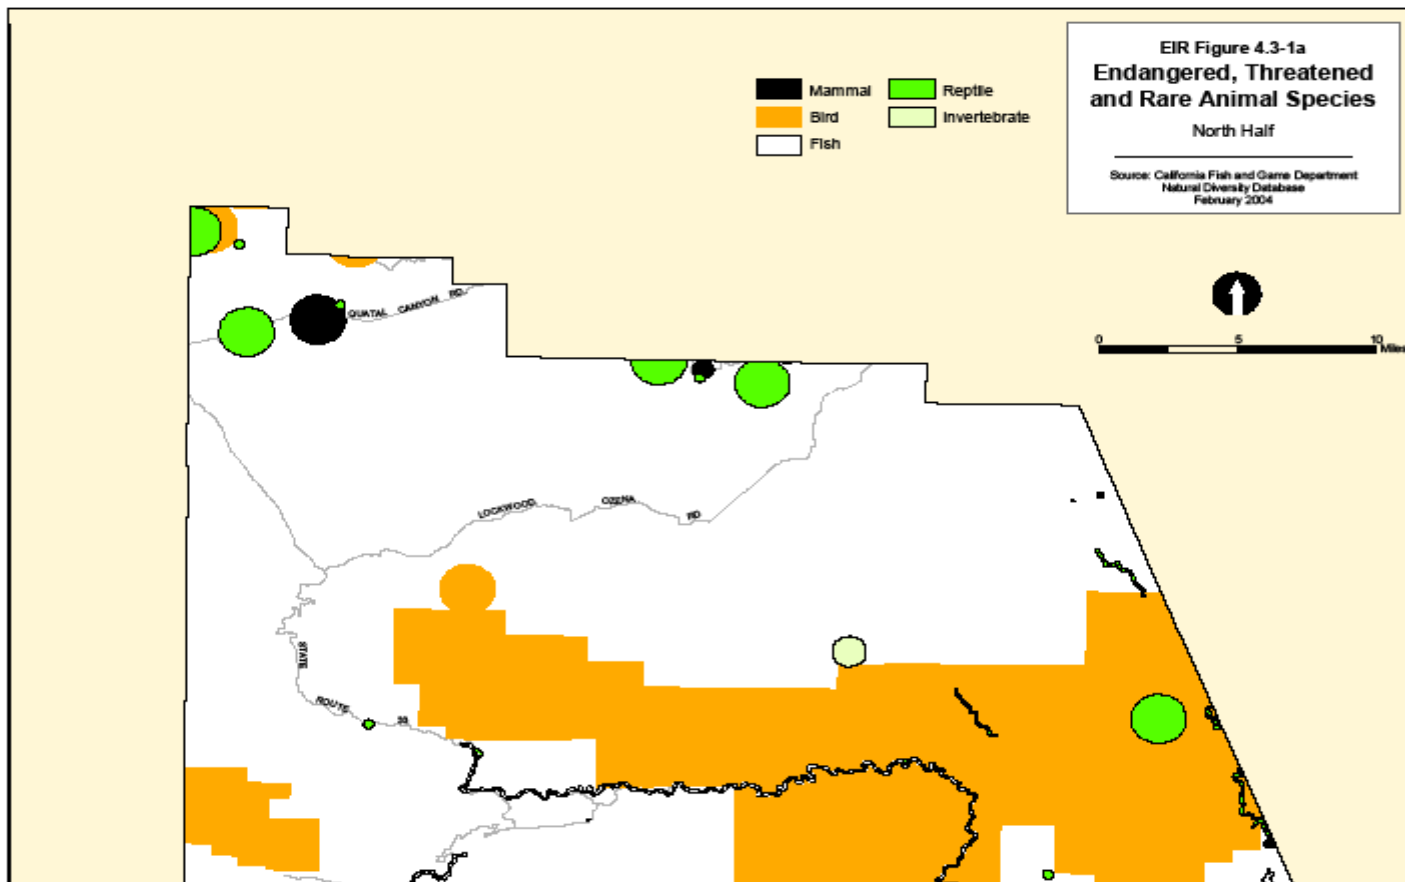 EIR Figure 4.3-1a
Endangered, Threatened
and Rare Animal Species
North Half
Source: California Fish and Game Department
Natural Diversity Database
February 2004
Mammal
Reptile
Bird
Invertebrate
Fish
0 5 10
Miles
QUATAL CANYON RD
LOCKWOOD OZENA RD
STATE ROUTE 33